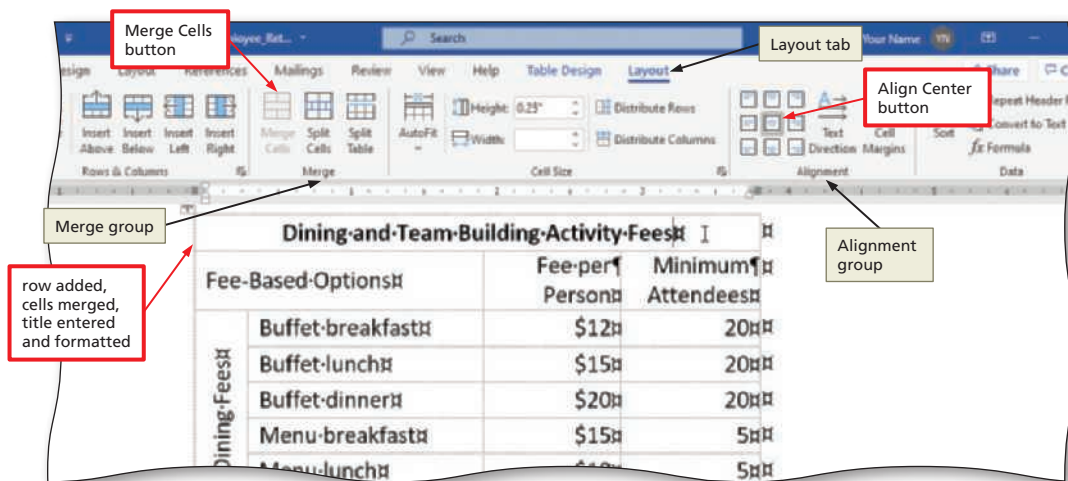 Merge Cells
button
Layout tab
Search
Your Name YN
Layout References Mailings Review View Help Table Design Layout Share
Align Center
button
Insert Above
Insert Below
Insert Left
Insert Right
Merge Cells
Split Cells
Split Table
AutoFit
Height: 0.25"
Width:
Distribute Rows
Distribute Columns
Text Direction
Cell Margins
Sort
Convert to Text
fx Formula
Rows & Columns Merge Cell Size Alignment Data
Merge group
Alignment
group
row added,
cells merged,
title entered
and formatted
Dining·and·Team·Building·Activity·Fees¤ ¤
Fee-Based·Options¤
Fee·per¶
Person¤
Minimum¶¤
Attendees¤
Dining·Fees¤
Buffet·breakfast¤ $12¤ 20¤¤
Buffet·lunch¤ $15¤ 20¤¤
Buffet·dinner¤ $20¤ 20¤¤
Menu·breakfast¤ $15¤ 5¤¤
Menu·lunch¤ 5¤¤